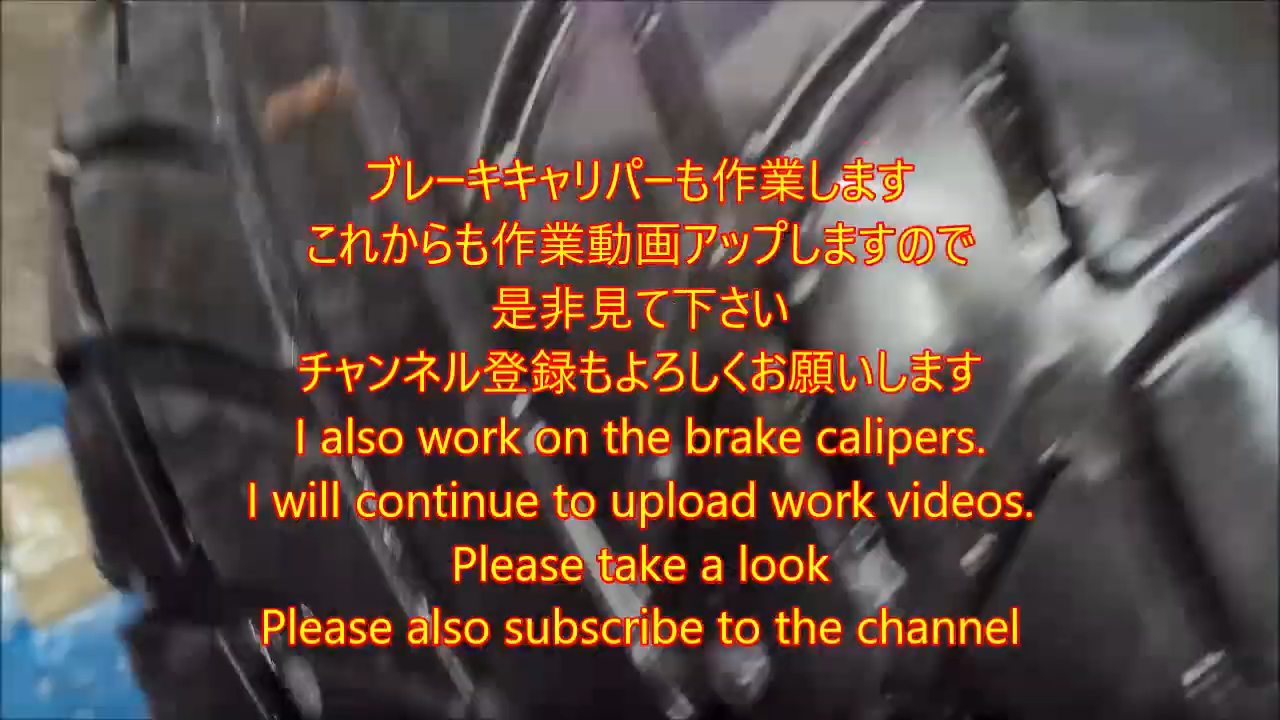 ブレーキキャリパーも作業します
これからも作業動画アップしますので
是非見て下さい
チャンネル登録もよろしくお願いします
I also work on the brake calipers.
I will continue to upload work videos.
Please take a look
Please also subscribe to the channel